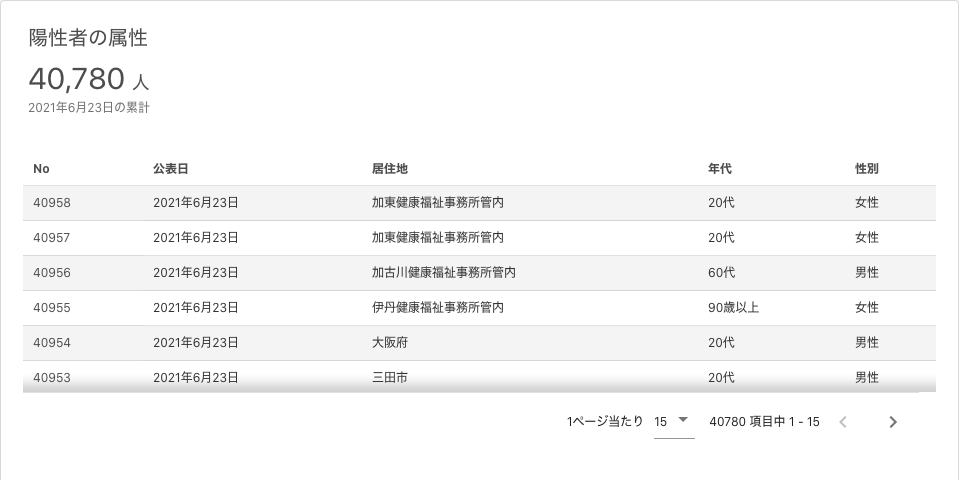 陽性者の属性
40,780 人
2021年6月23日の累計
No 公表日 居住地 年代 性別
40958 2021年6月23日 加東健康福祉事務所管内 20代 女性
40957 2021年6月23日 加東健康福祉事務所管内 20代 女性
40956 2021年6月23日 加古川健康福祉事務所管内 60代 男性
40955 2021年6月23日 伊丹健康福祉事務所管内 90歳以上 女性
40954 2021年6月23日 大阪府 20代 男性
40953 2021年6月23日 三田市 20代 男性
1ページ当たり 15 40780 項目中 1 - 15